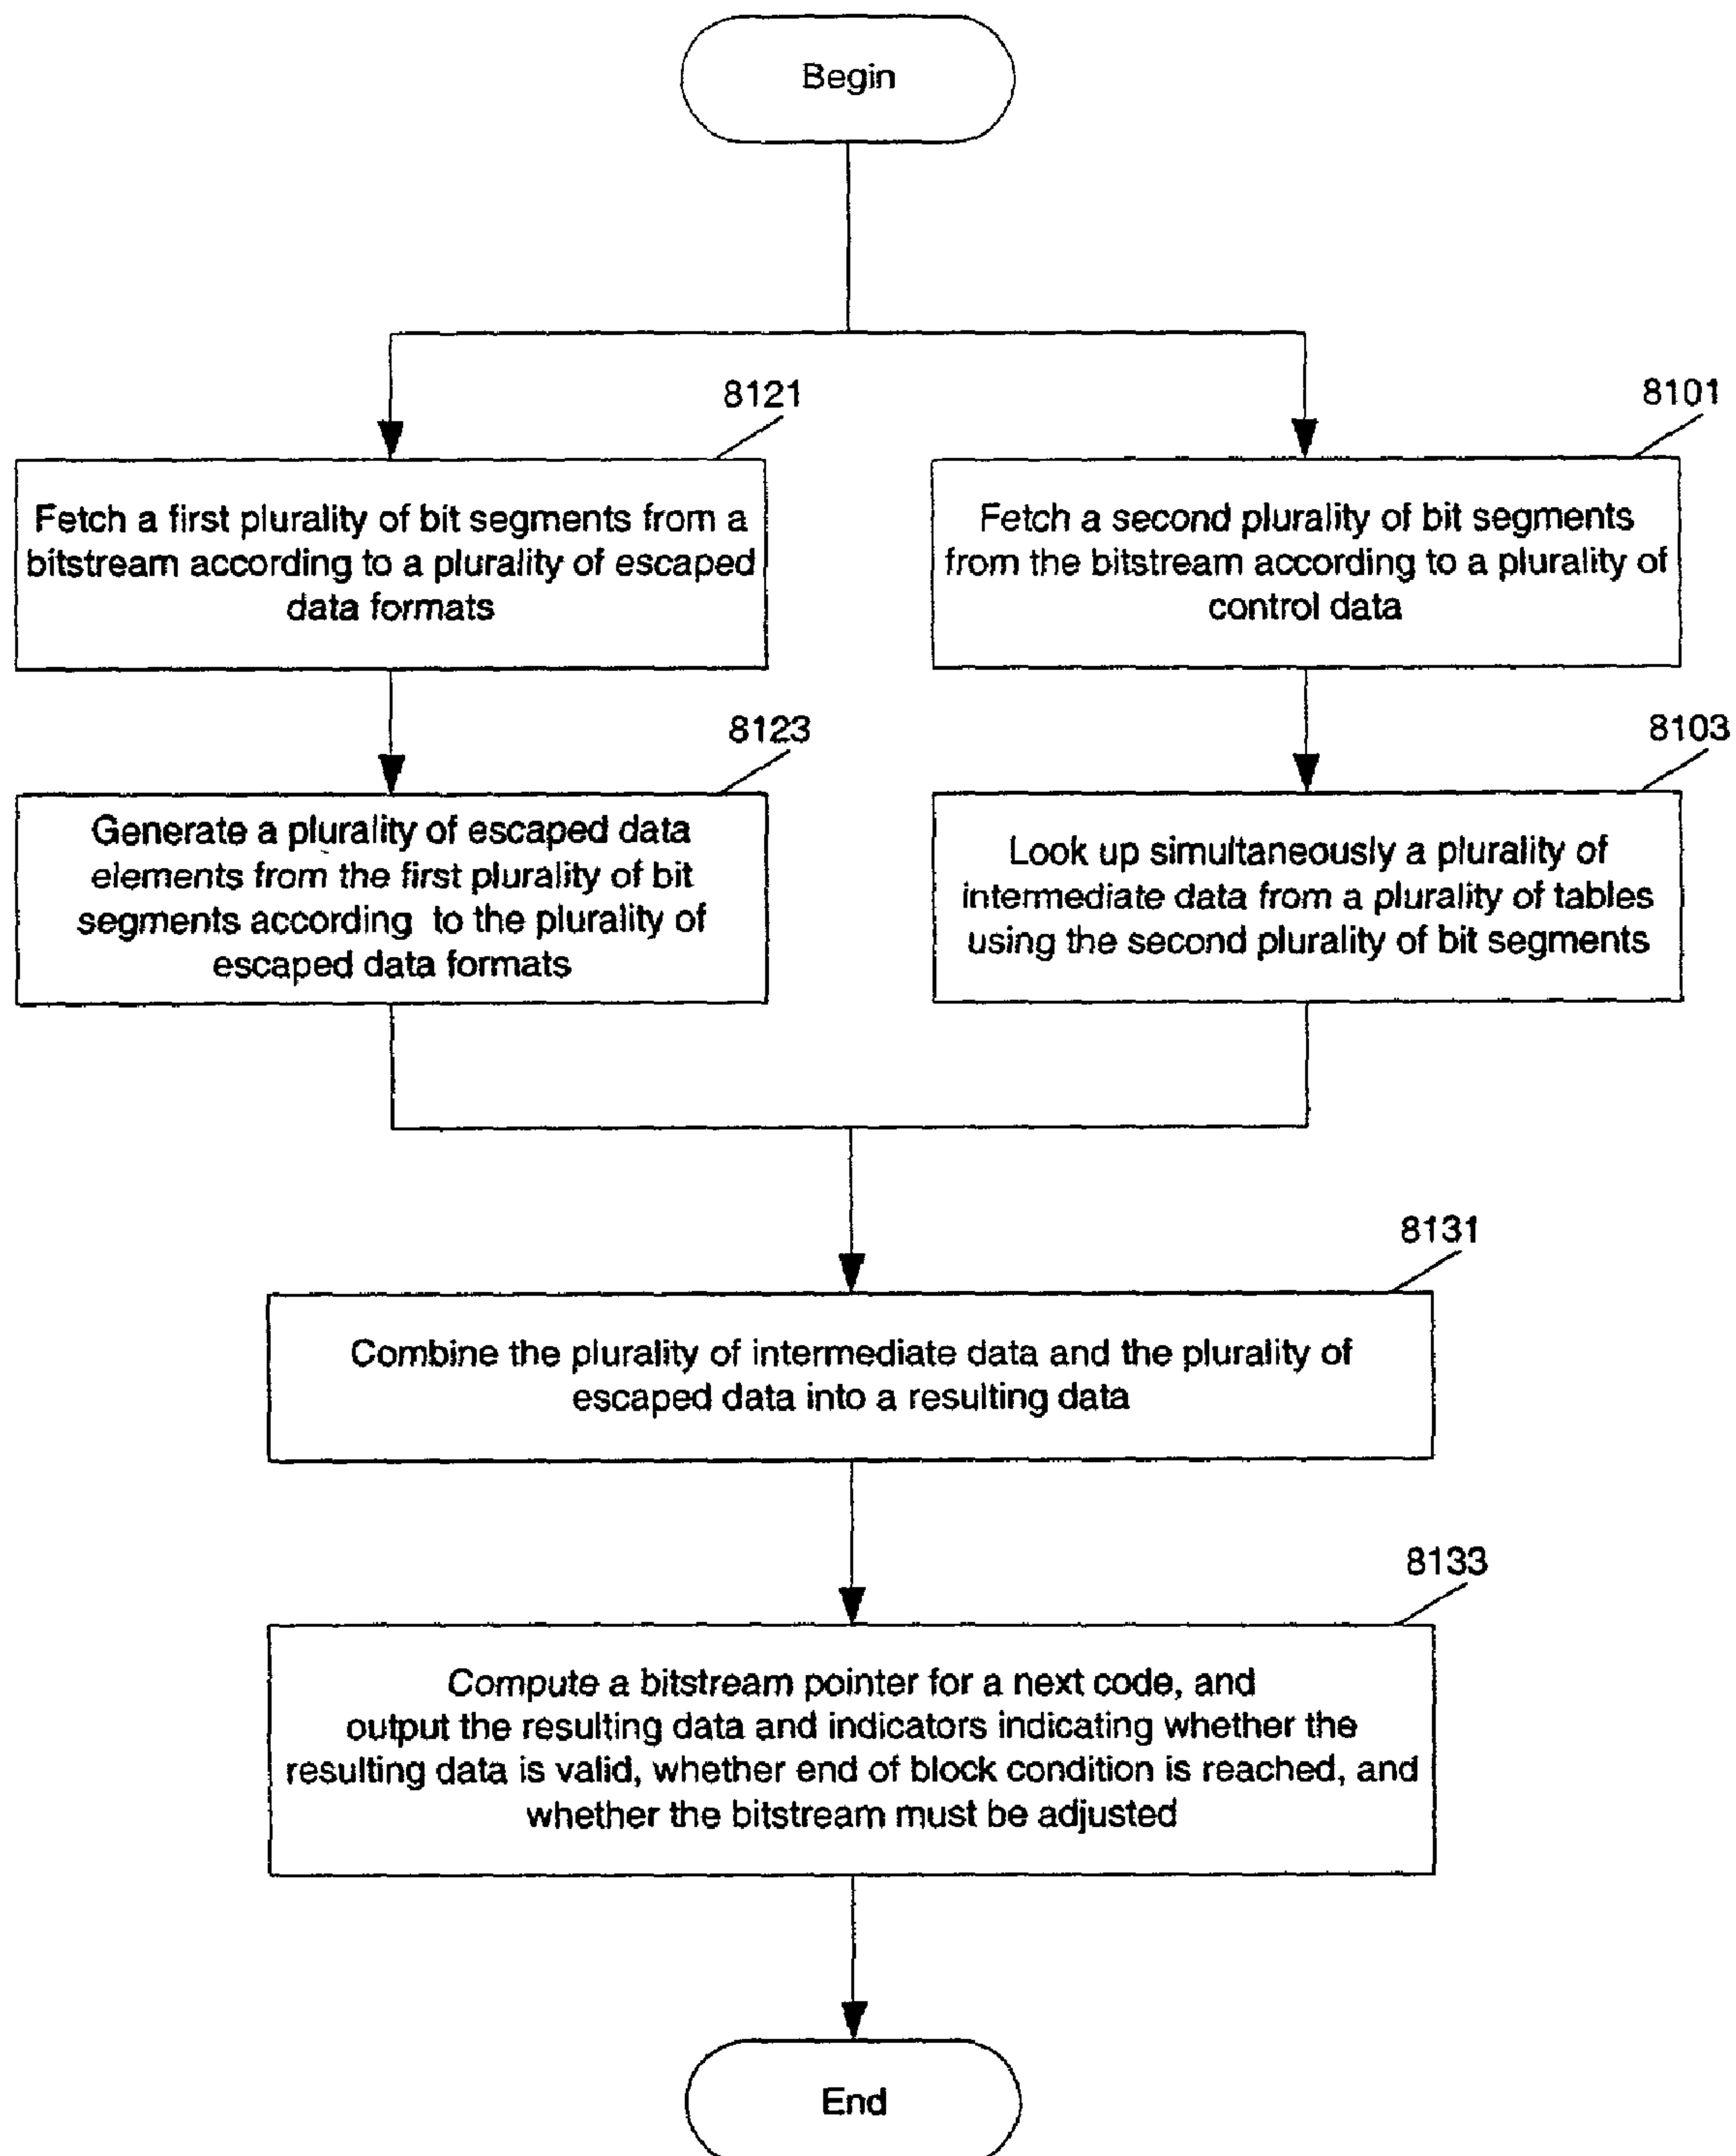 Begin
8121
Fetch a first plurality of bit segments from a
bitstream according to a plurality of escaped
data formats
8101
Fetch a second plurality of bit segments
from the bitstream according to a plurality of
control data
8123
Generate a plurality of escaped data
elements from the first plurality of bit
segments according to the plurality of
escaped data formats
8103
Look up simultaneously a plurality of
intermediate data from a plurality of tables
using the second plurality of bit segments
8131
Combine the plurality of intermediate data and the plurality of
escaped data into a resulting data
8133
Compute a bitstream pointer for a next code, and
output the resulting data and indicators indicating whether the
resulting data is valid, whether end of block condition is reached, and
whether the bitstream must be adjusted
End